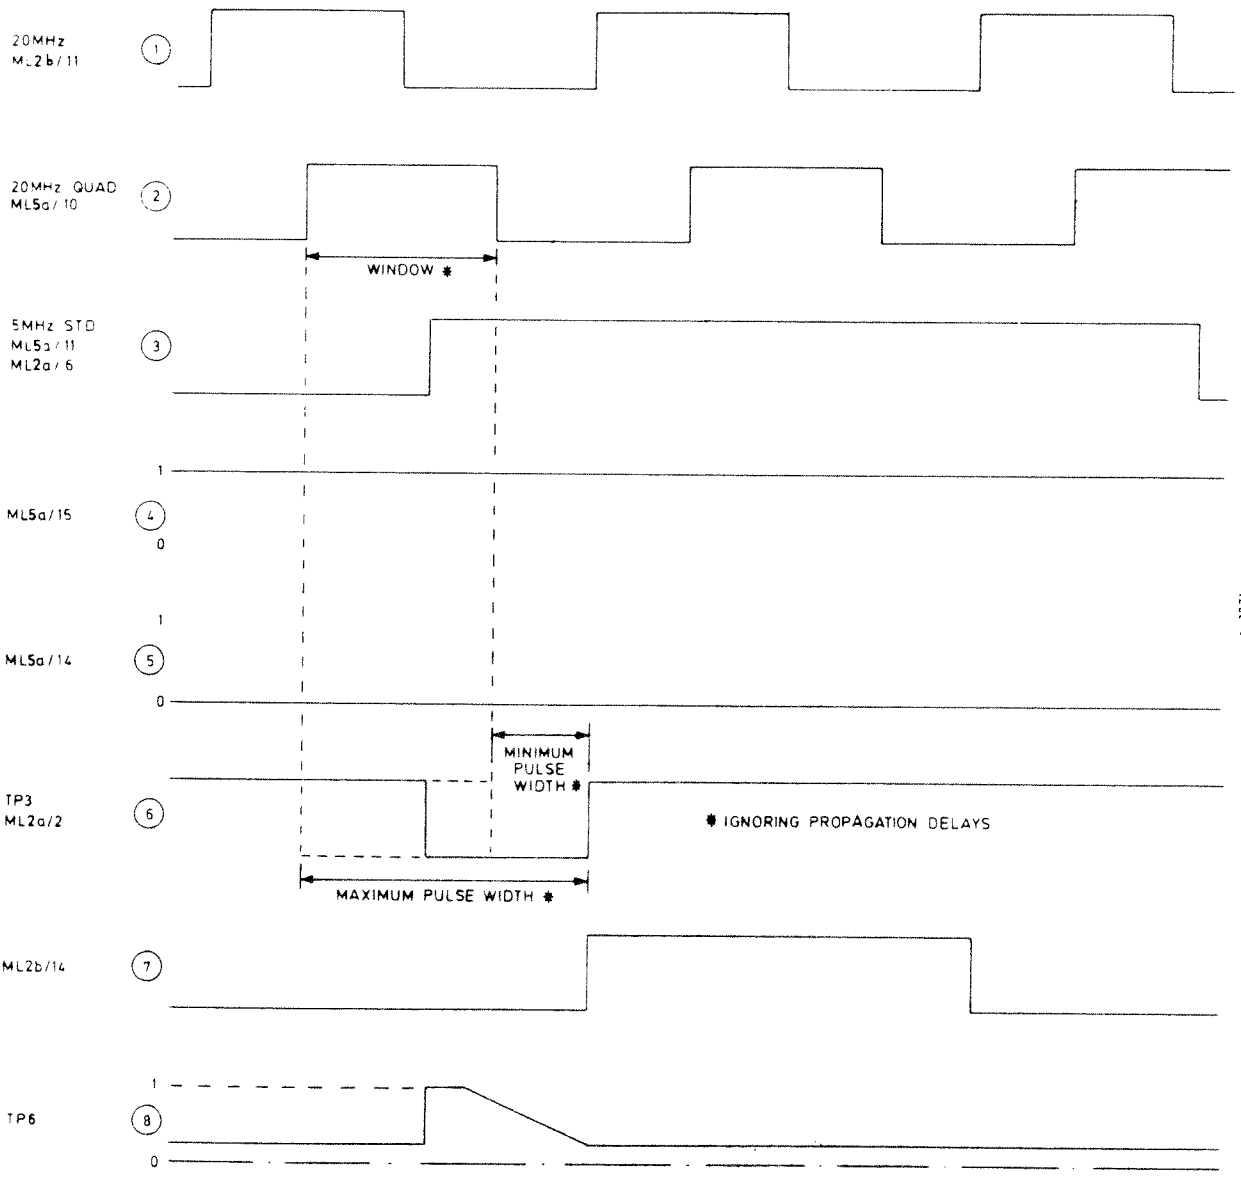 20MHz
ML2b/11
1
20MHz QUAD
ML5a/10
2
WINDOW *
5MHz STD
ML5a/11
ML2a/6
3
1
ML5a/15
4
0
1
ML5a/14
5
0
MINIMUM
PULSE
WIDTH *
TP3
ML2a/2
6
* IGNORING PROPAGATION DELAYS
MAXIMUM PULSE WIDTH *
ML2b/14
7
1
TP6
8
0